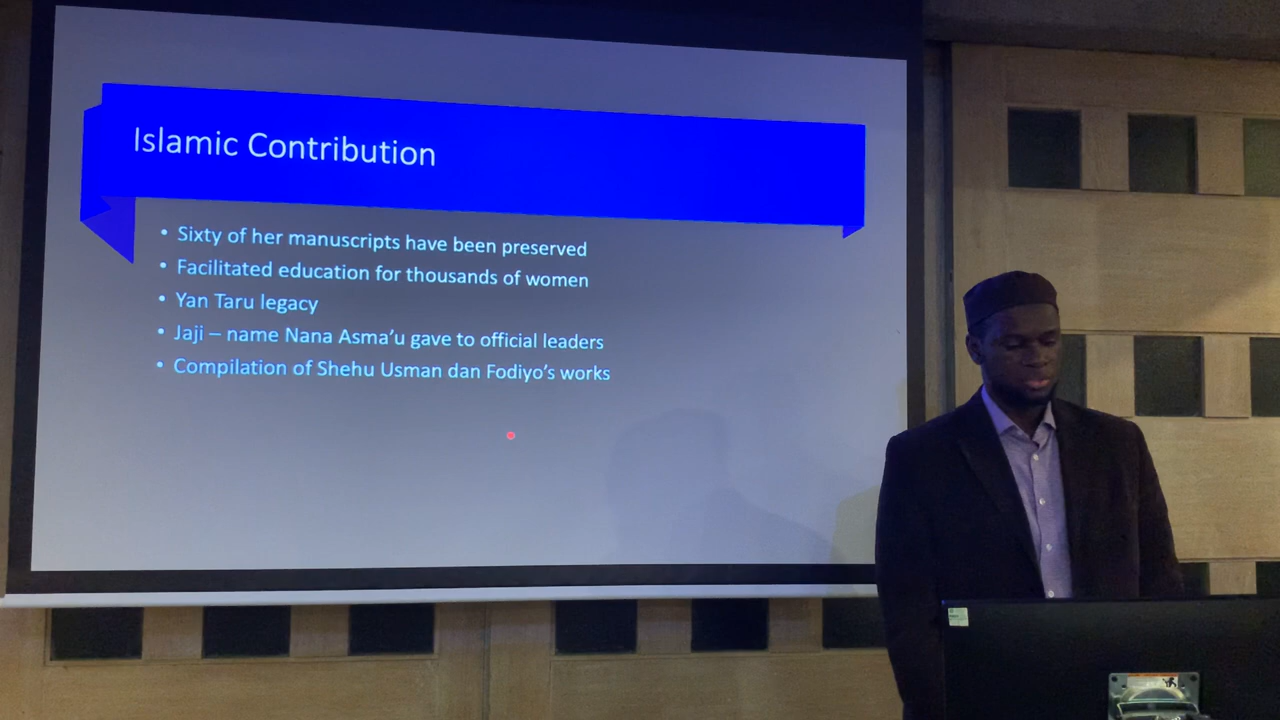 Islamic Contribution
• Sixty of her manuscripts have been preserved
• Facilitated education for thousands of women
• Yan Taru legacy
• Jaji – name Nana Asma’u gave to official leaders
• Compilation of Shehu Usman dan Fodiyo’s works